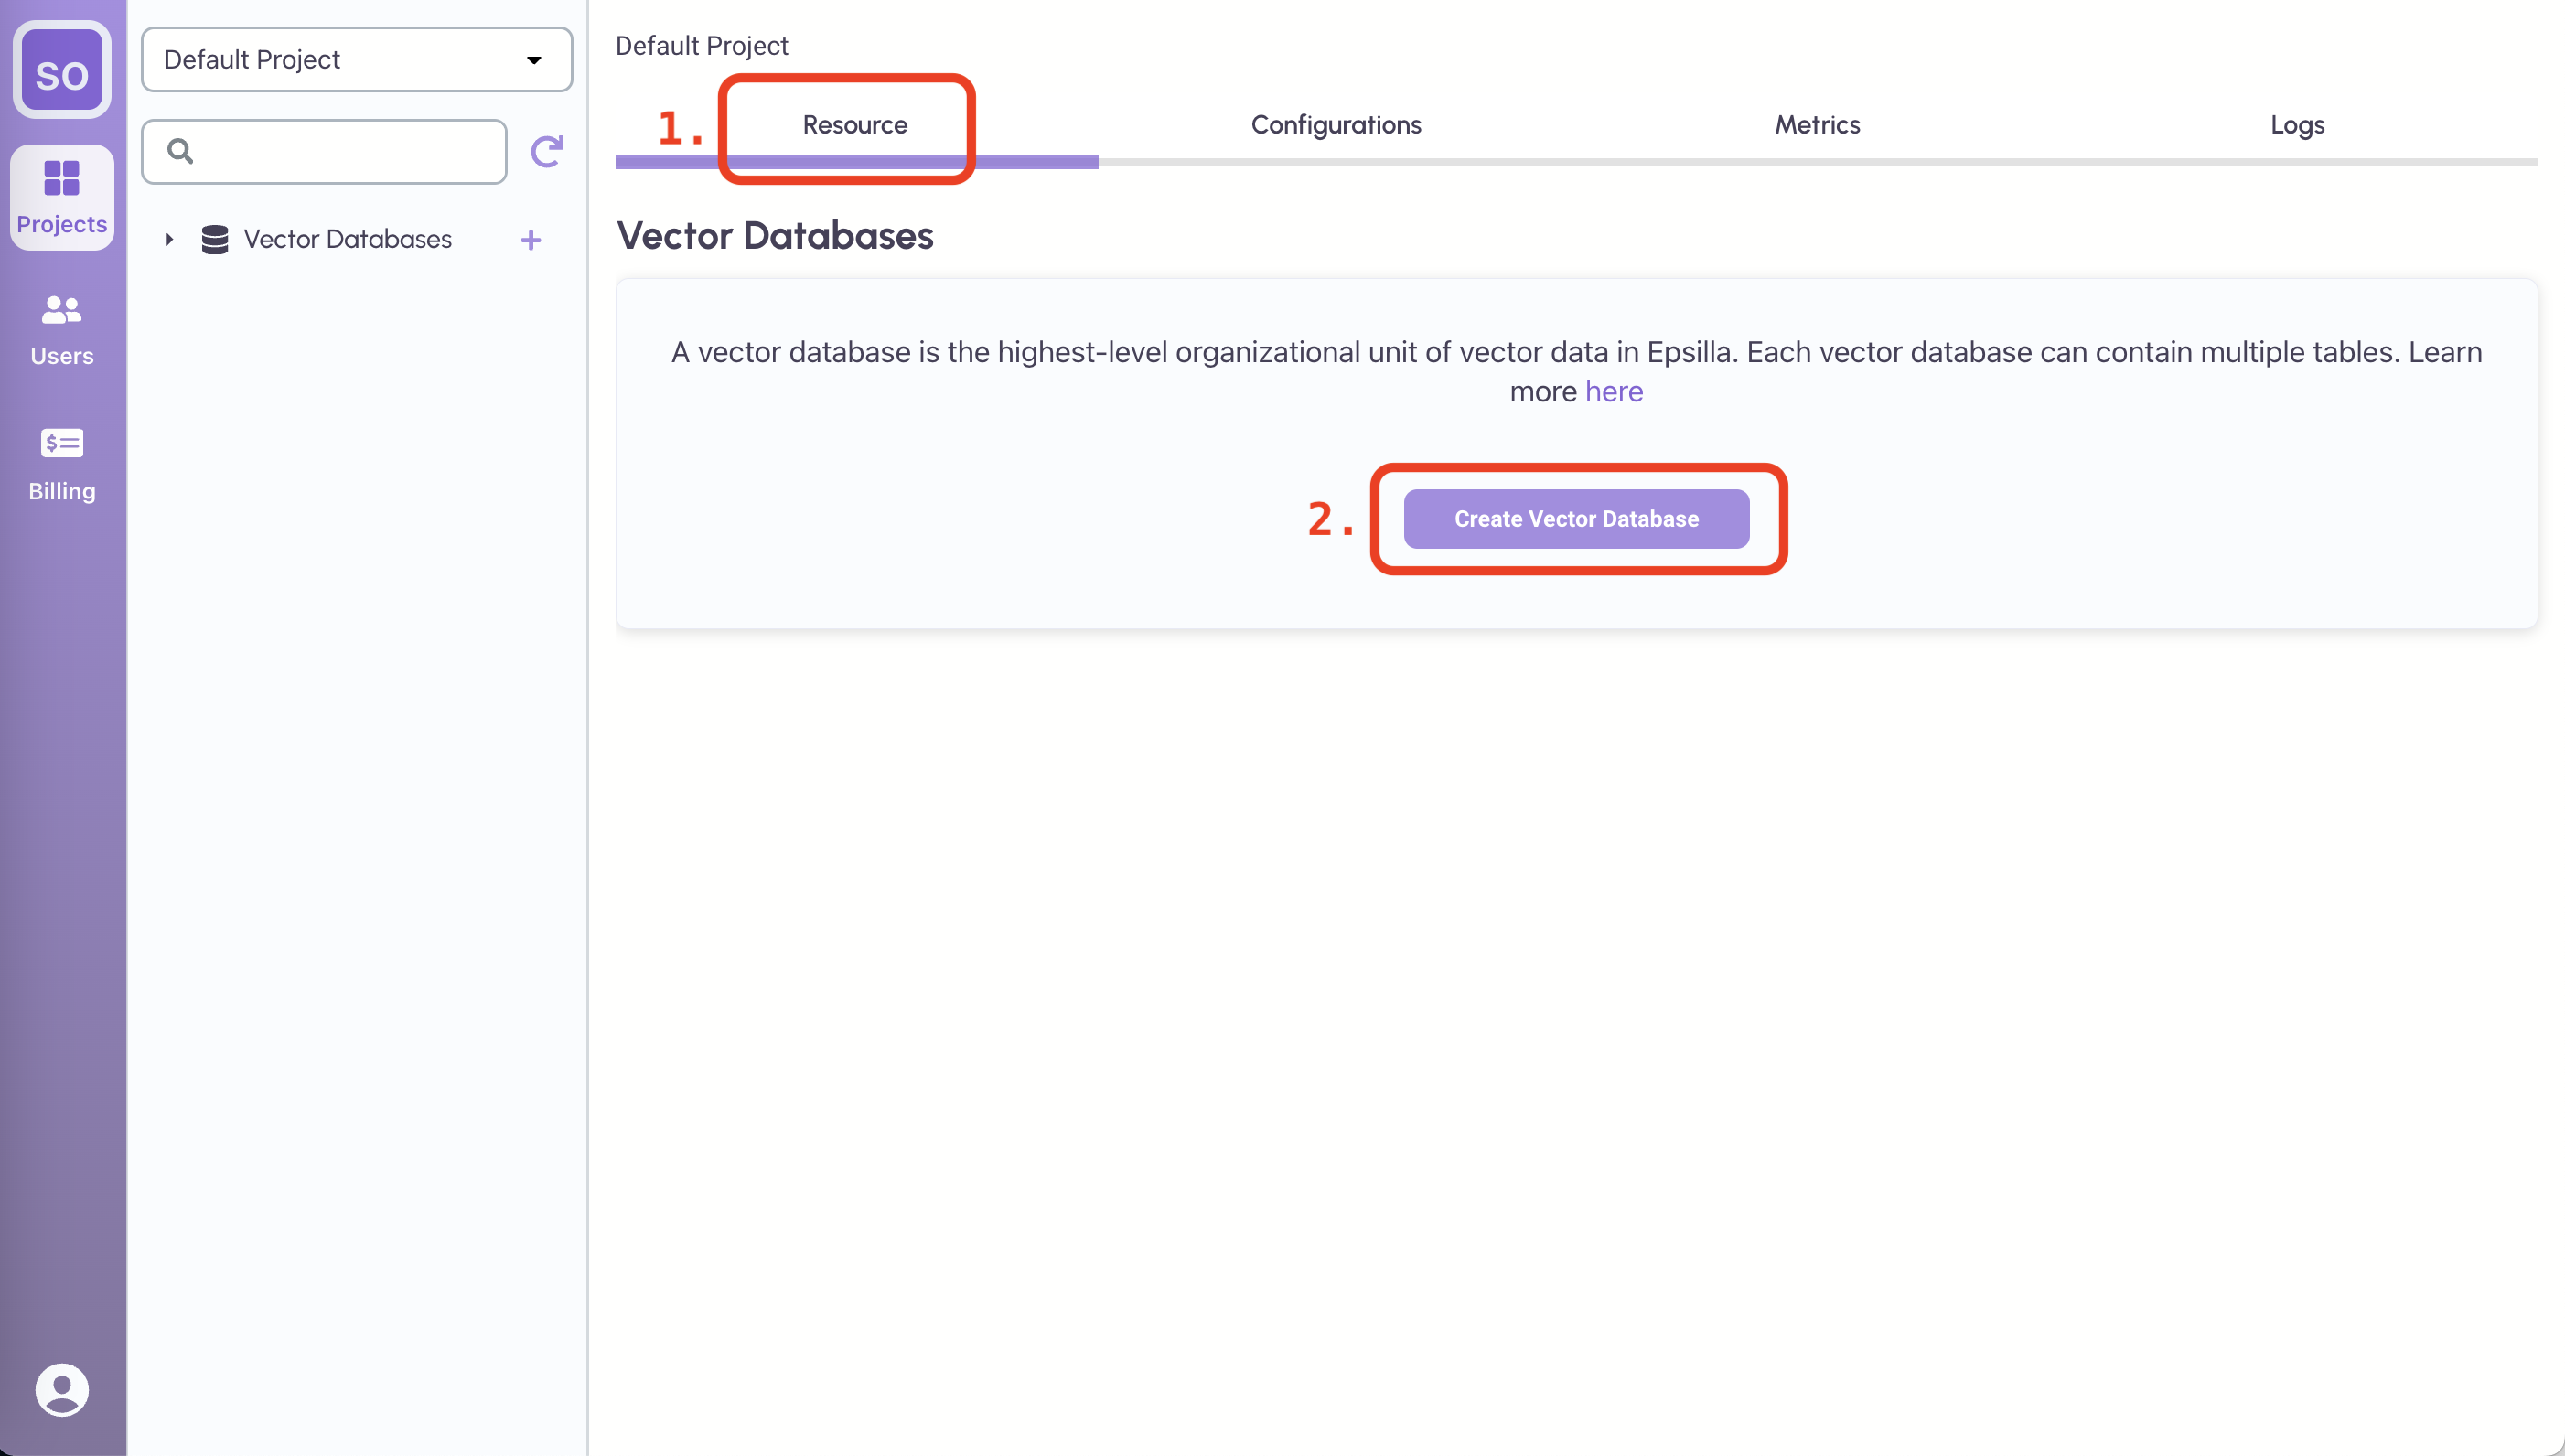 SO
Projects
Users
Billing
Default Project
Vector Databases
Default Project
1. Resource
Configurations
Metrics
Logs
Vector Databases
A vector database is the highest-level organizational unit of vector data in Epsilla. Each vector database can contain multiple tables. Learn
more here
2. Create Vector Database